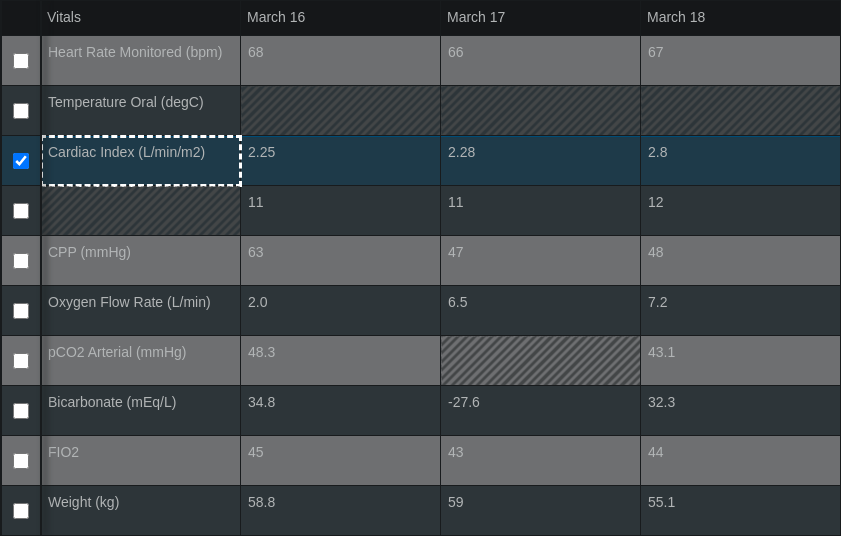 Vitals March 16 March 17 March 18
Heart Rate Monitored (bpm) 68 66 67
Temperature Oral (degC)
Cardiac Index (L/min/m2) 2.25 2.28 2.8
11 11 12
CPP (mmHg) 63 47 48
Oxygen Flow Rate (L/min) 2.0 6.5 7.2
pCO2 Arterial (mmHg) 48.3 43.1
Bicarbonate (mEq/L) 34.8 -27.6 32.3
FIO2 45 43 44
Weight (kg) 58.8 59 55.1